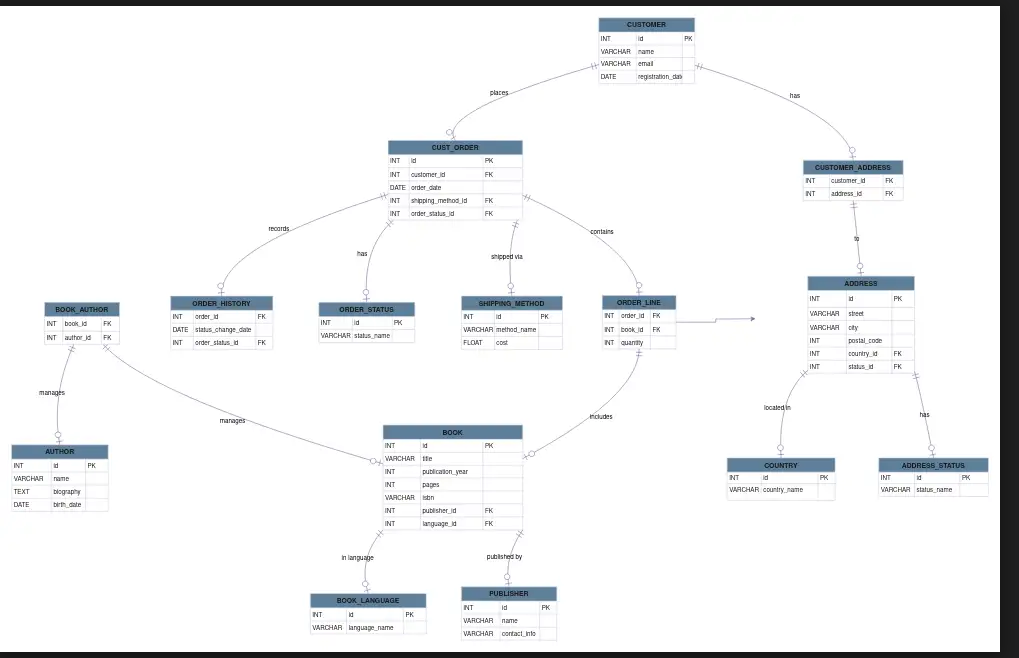 CUSTOMER
INT id PK
VARCHAR name
VARCHAR email
DATE registration_date
places
has
CUST_ORDER
INT id PK
INT customer_id FK
DATE order_date
INT shipping_method_id FK
INT order_status_id FK
CUSTOMER_ADDRESS
INT customer_id FK
INT address_id FK
records
has
shipped via
contains
to
BOOK_AUTHOR
INT book_id FK
INT author_id FK
ORDER_HISTORY
INT order_id FK
DATE status_change_date
INT order_status_id FK
ORDER_STATUS
INT id PK
VARCHAR status_name
SHIPPING_METHOD
INT id PK
VARCHAR method_name
FLOAT cost
ORDER_LINE
INT order_id FK
INT book_id FK
INT quantity
ADDRESS
INT id PK
VARCHAR street
VARCHAR city
INT postal_code
INT country_id FK
INT status_id FK
manages
manages
includes
located in
has
AUTHOR
INT id PK
VARCHAR name
TEXT biography
DATE birth_date
BOOK
INT id PK
VARCHAR title
INT publication_year
INT pages
VARCHAR isbn
INT publisher_id FK
INT language_id FK
COUNTRY
INT id PK
VARCHAR country_name
ADDRESS_STATUS
INT id PK
VARCHAR status_name
in language
published by
BOOK_LANGUAGE
INT id PK
VARCHAR language_name
PUBLISHER
INT id PK
VARCHAR name
VARCHAR contact_info